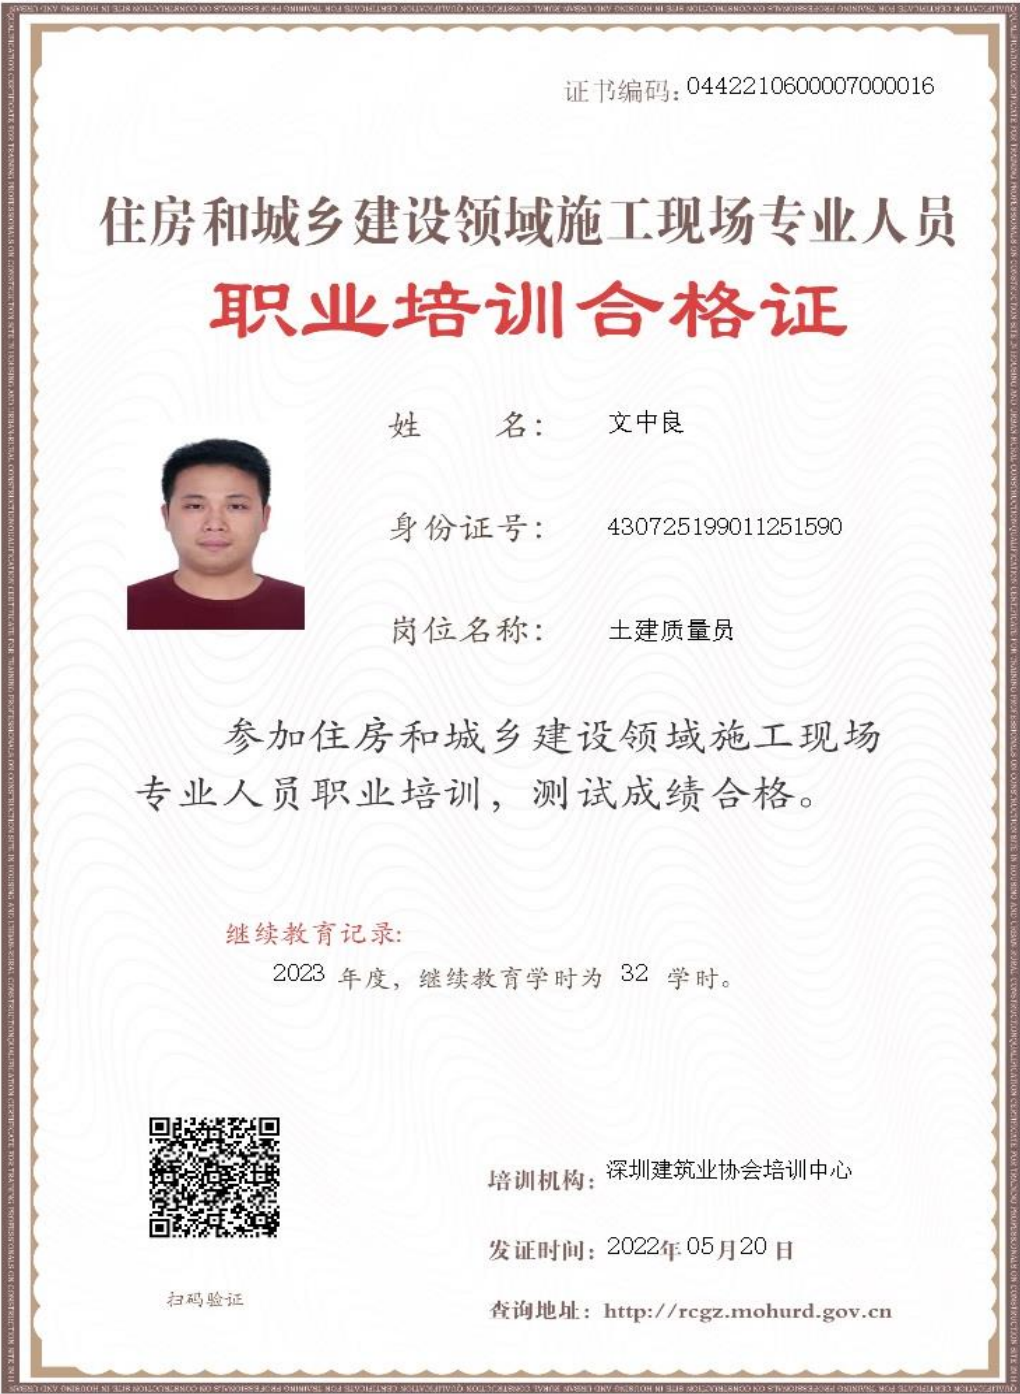 证书编码：0442210600007000016
住房和城乡建设领域施工现场专业人员
职业培训合格证
姓名： 文中良
身份证号： 430725199011251590
岗位名称： 土建质量员
参加住房和城乡建设领域施工现场
专业人员职业培训，测试成绩合格。
继续教育记录:
2023 年度，继续教育学时为 32 学时。
培训机构：深圳建筑业协会培训中心
发证时间：2022年05月20日
扫码验证
查询地址：http://rcgz.mohurd.gov.cn